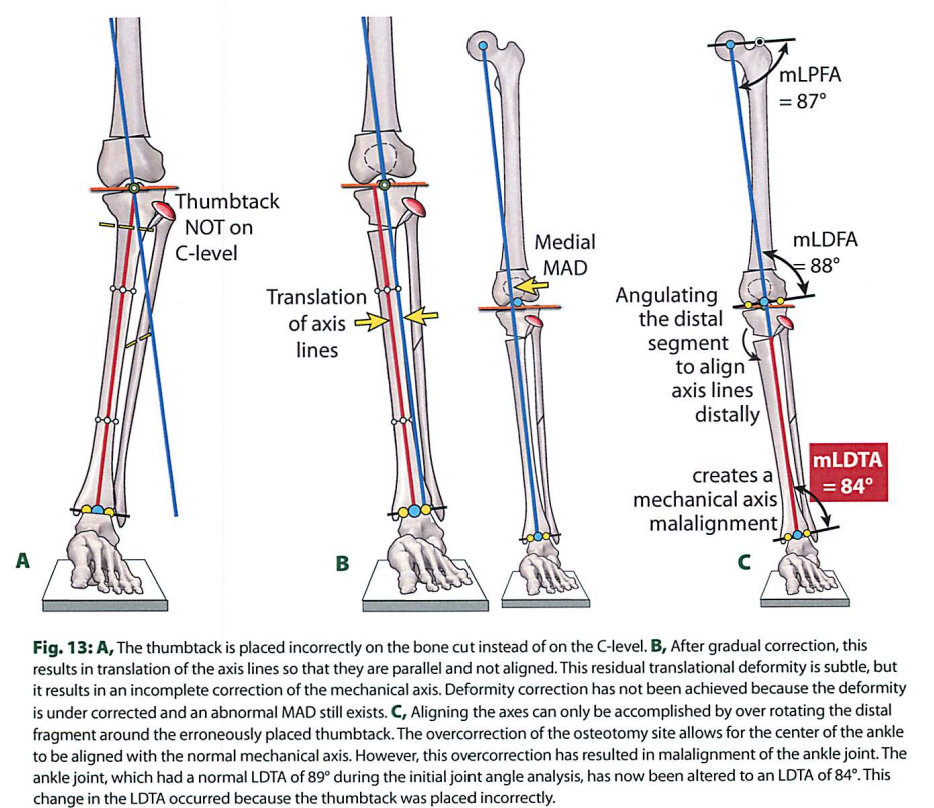 Thumbtack
NOT on
C-level
A
Translation
of axis
lines
Medial
MAD
B
mLPFA
= 87°
mLDFA
= 88°
Angulating
the distal
segment
to align
axis lines
distally
mLDTA
= 84°
creates a
mechanical axis
malalignment
C
Fig. 13: A, The thumbtack is placed incorrectly on the bone cut instead of on the C-level. B, After gradual correction, this
results in translation of the axis lines so that they are parallel and not aligned. This residual translational deformity is subtle, but
it results in an incomplete correction of the mechanical axis. Deformity correction has not been achieved because the deformity
is under corrected and an abnormal MAD still exists. C, Aligning the axes can only be accomplished by over rotating the distal
fragment around the erroneously placed thumbtack. The overcorrection of the osteotomy site allows for the center of the ankle
to be aligned with the normal mechanical axis. However, this overcorrection has resulted in malalignment of the ankle joint. The
ankle joint, which had a normal LDTA of 89° during the initial joint angle analysis, has now been altered to an LDTA of 84°. This
change in the LDTA occurred because the thumbtack was placed incorrectly.